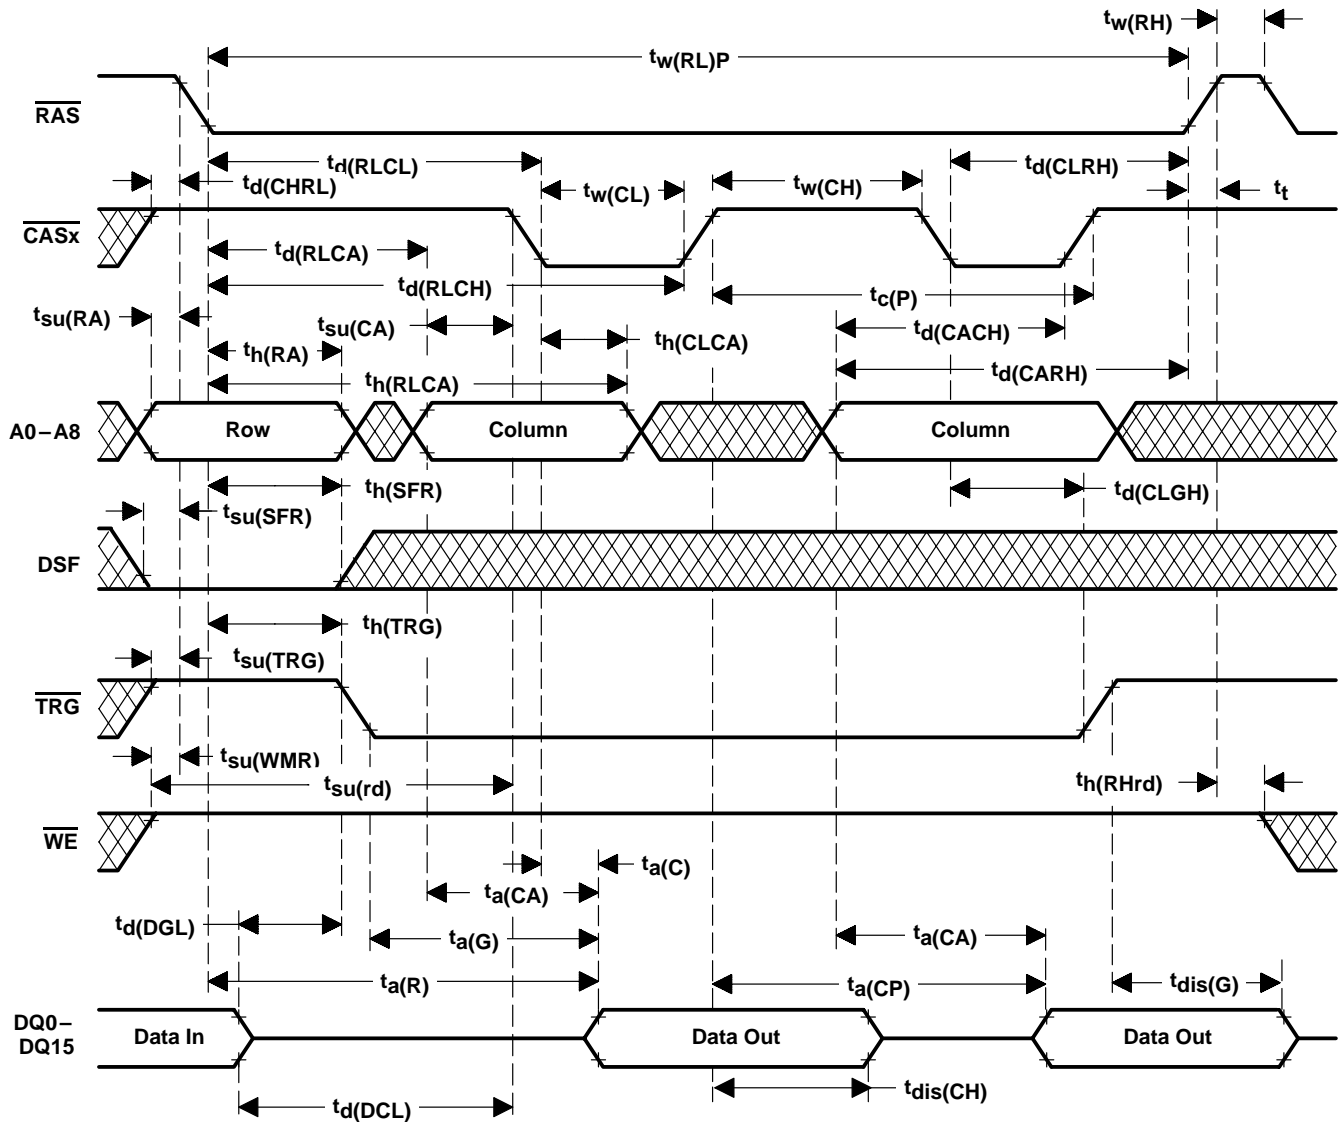 tw(RH)
tw(RL)P
RAS
td(RLCL)
td(CLRH)
td(CHRL)
tw(CL)
tw(CH)
tt
CASx
td(RLCA)
td(RLCH)
tc(P)
tsu(RA)
tsu(CA)
td(CACH)
th(RA)
th(CLCA)
th(RLCA)
td(CARH)
A0–A8
Row
Column
Column
th(SFR)
td(CLGH)
tsu(SFR)
DSF
th(TRG)
tsu(TRG)
TRG
tsu(WMR)
tsu(rd)
th(RHrd)
WE
ta(C)
ta(CA)
td(DGL)
ta(G)
ta(CA)
ta(R)
ta(CP)
tdis(G)
DQ0–
DQ15
Data In
Data Out
Data Out
tdis(CH)
td(DCL)